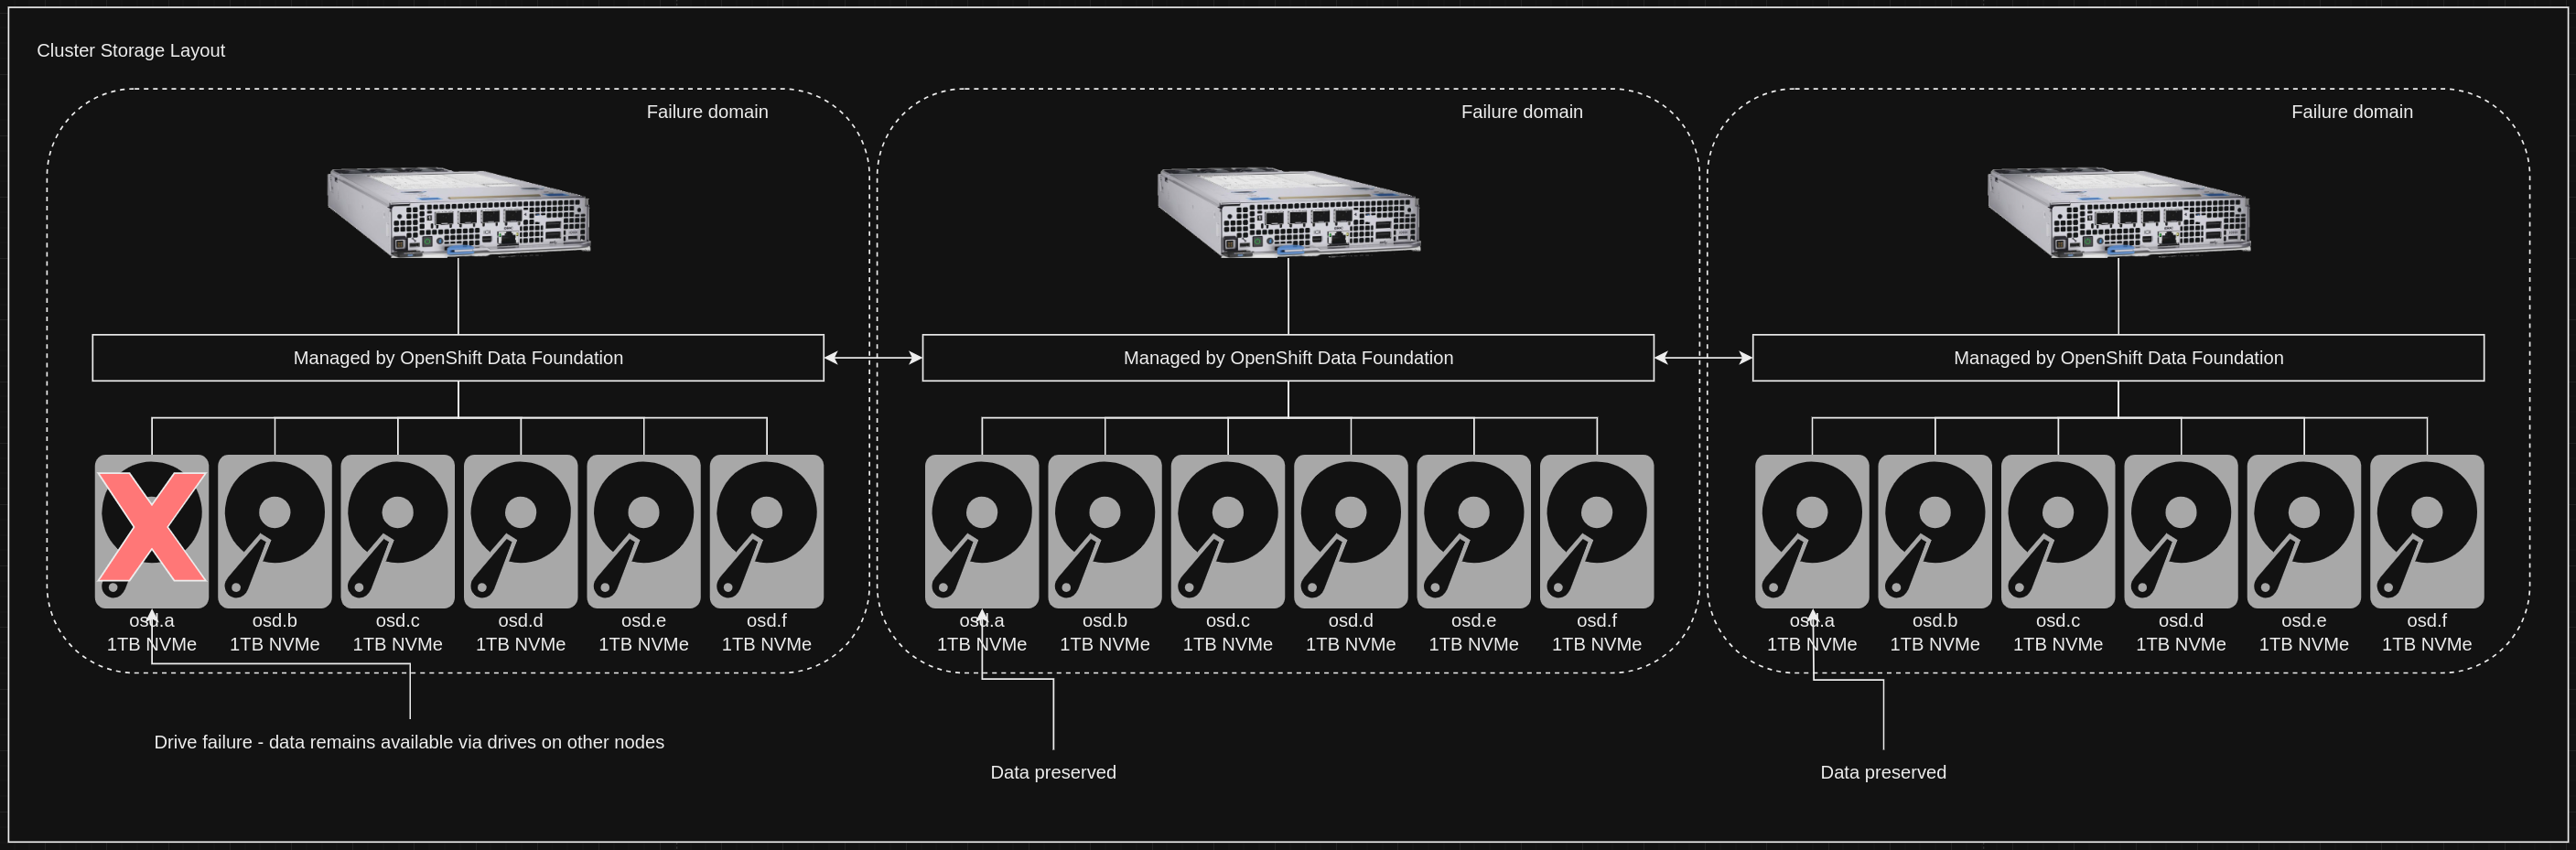 Cluster Storage Layout
Failure domain
Failure domain
Failure domain
Managed by OpenShift Data Foundation
Managed by OpenShift Data Foundation
Managed by OpenShift Data Foundation
osd.a
1TB NVMe
osd.b
1TB NVMe
osd.c
1TB NVMe
osd.d
1TB NVMe
osd.e
1TB NVMe
osd.f
1TB NVMe
osd.a
1TB NVMe
osd.b
1TB NVMe
osd.c
1TB NVMe
osd.d
1TB NVMe
osd.e
1TB NVMe
osd.f
1TB NVMe
osd.a
1TB NVMe
osd.b
1TB NVMe
osd.c
1TB NVMe
osd.d
1TB NVMe
osd.e
1TB NVMe
osd.f
1TB NVMe
Drive failure - data remains available via drives on other nodes
Data preserved
Data preserved